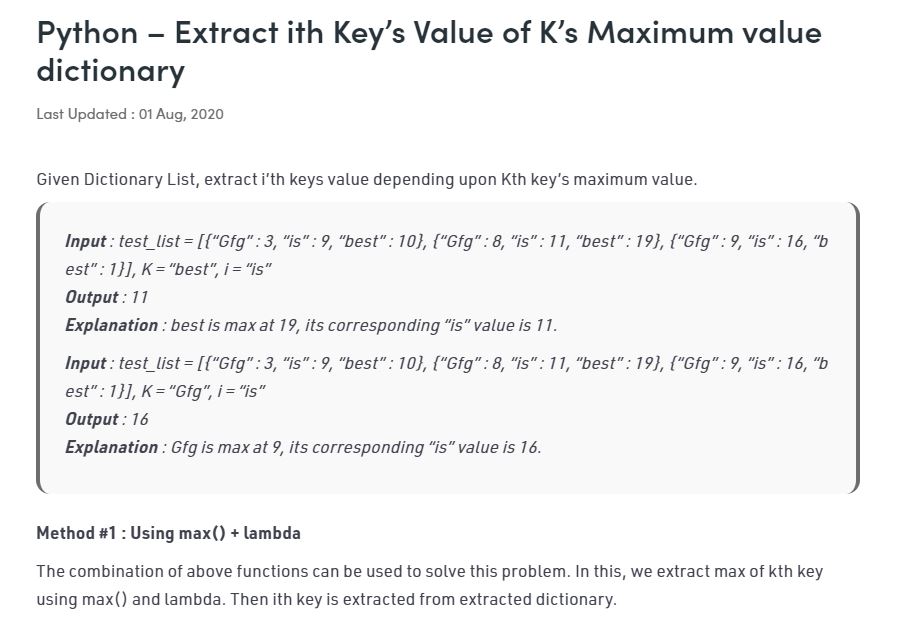 Python – Extract ith Key’s Value of K’s Maximum value
dictionary
Last Updated : 01 Aug, 2020
Given Dictionary List, extract i’th keys value depending upon Kth key’s maximum value.
Input : test_list = [{“Gfg” : 3, “is” : 9, “best” : 10}, {“Gfg” : 8, “is” : 11, “best” : 19}, {“Gfg” : 9, “is” : 16, “b
est” : 1}], K = “best”, i = “is”
Output : 11
Explanation : best is max at 19, its corresponding “is” value is 11.
Input : test_list = [{“Gfg” : 3, “is” : 9, “best” : 10}, {“Gfg” : 8, “is” : 11, “best” : 19}, {“Gfg” : 9, “is” : 16, “b
est” : 1}], K = “Gfg”, i = “is”
Output : 16
Explanation : Gfg is max at 9, its corresponding “is” value is 16.
Method #1 : Using max() + lambda
The combination of above functions can be used to solve this problem. In this, we extract max of kth key
using max() and lambda. Then ith key is extracted from extracted dictionary.